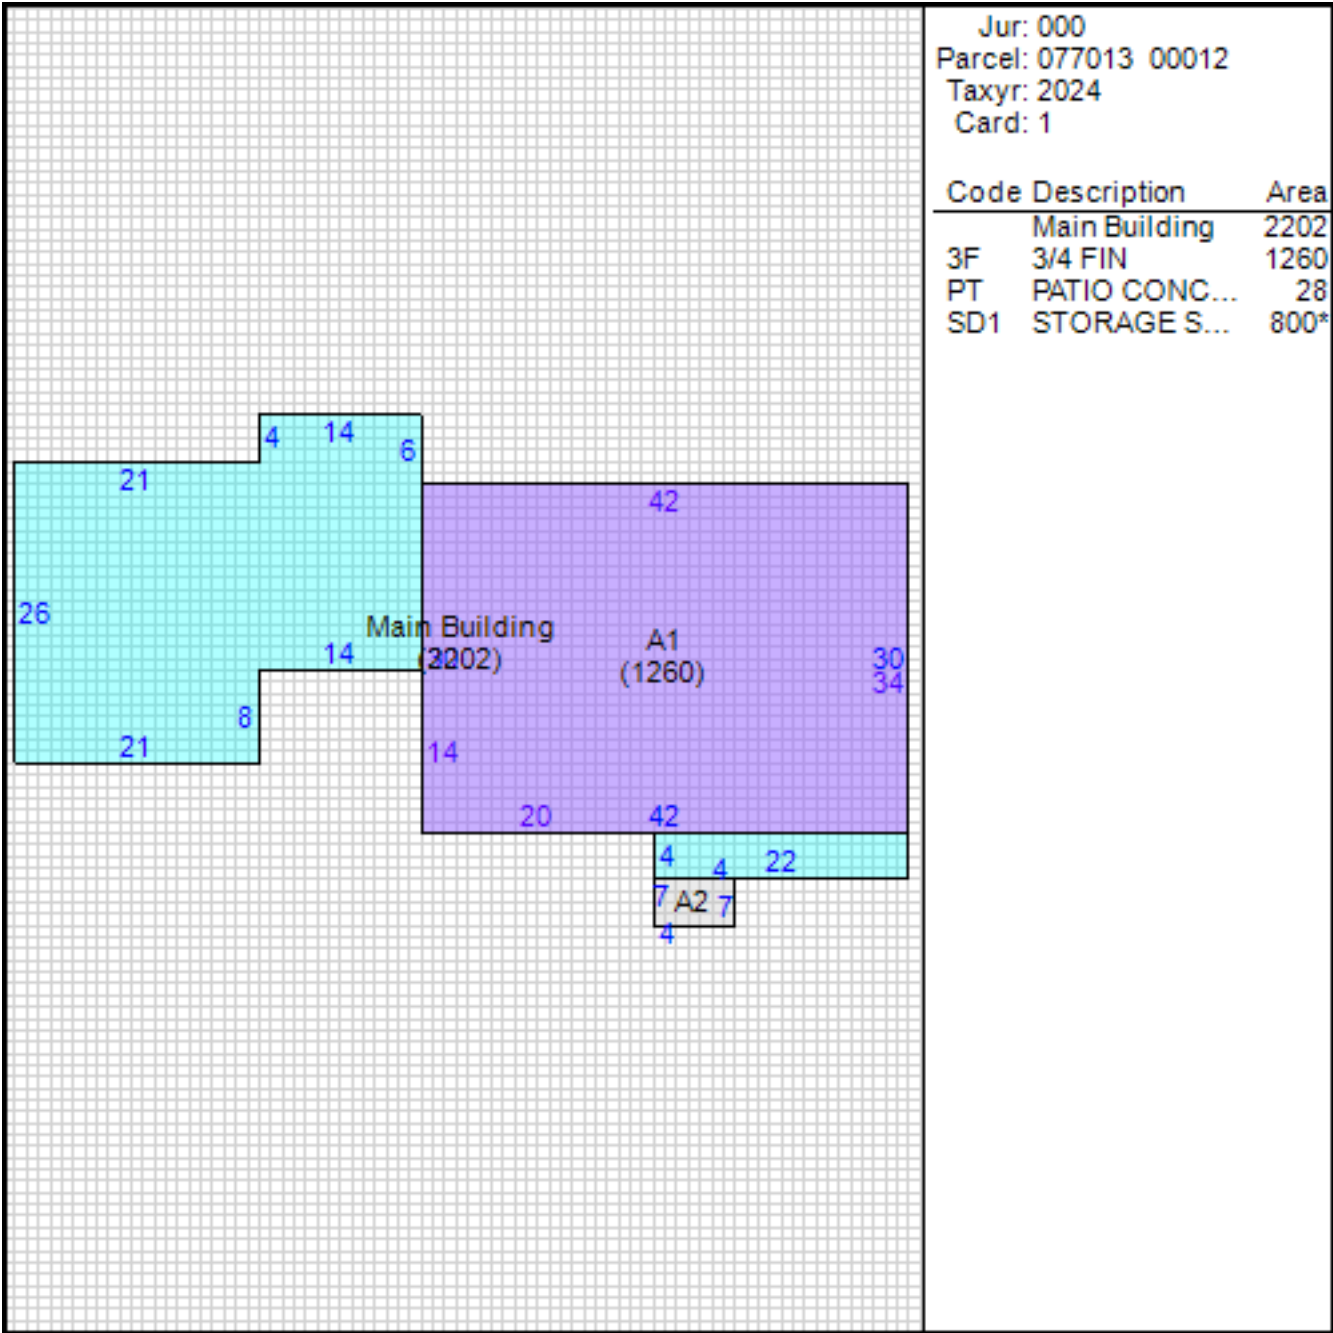 Jur: 000
Parcel: 077013 00012
Taxyr: 2024
Card: 1
Code Description Area
Main Building 2202
3F 3/4 FIN 1260
PT PATIO CONC... 28
SD1 STORAGE S... 800*
4 14 6
21
42
26
Main Building
14
A1
(1260)
30
34
8
21
14
20 42
4 4 22
7 A2 7
4